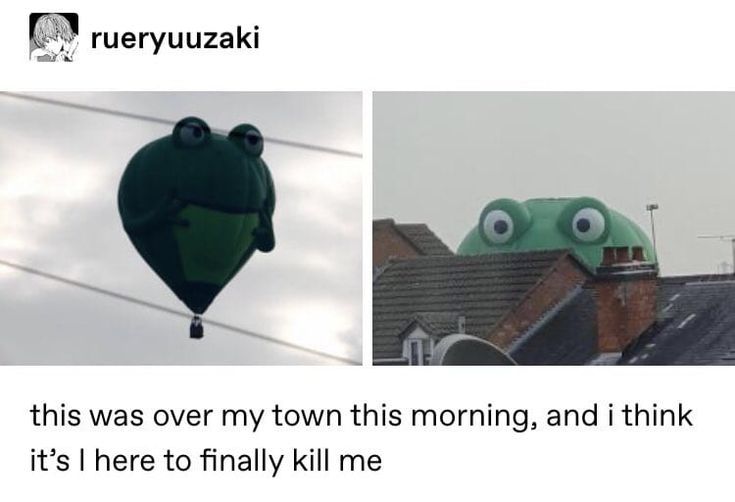 rueryuuzaki
this was over my town this morning, and i think
it's I here to finally kill me